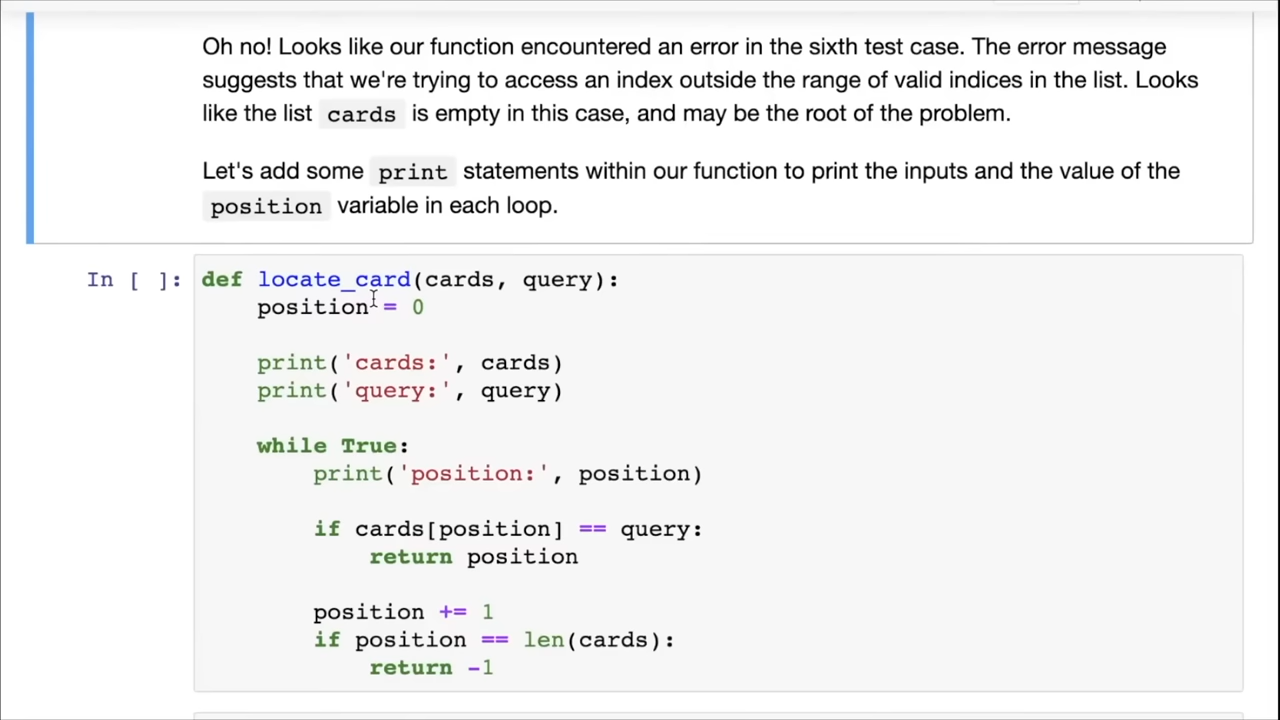 Oh no! Looks like our function encountered an error in the sixth test case. The error message
suggests that we're trying to access an index outside the range of valid indices in the list. Looks
like the list cards is empty in this case, and may be the root of the problem.
Let's add some print statements within our function to print the inputs and the value of the
position variable in each loop.
In [ ]: def locate_card(cards, query):
    position = 0
    print('cards:', cards)
    print('query:', query)
    while True:
        print('position:', position)
        if cards[position] == query:
            return position
        position += 1
        if position == len(cards):
            return -1